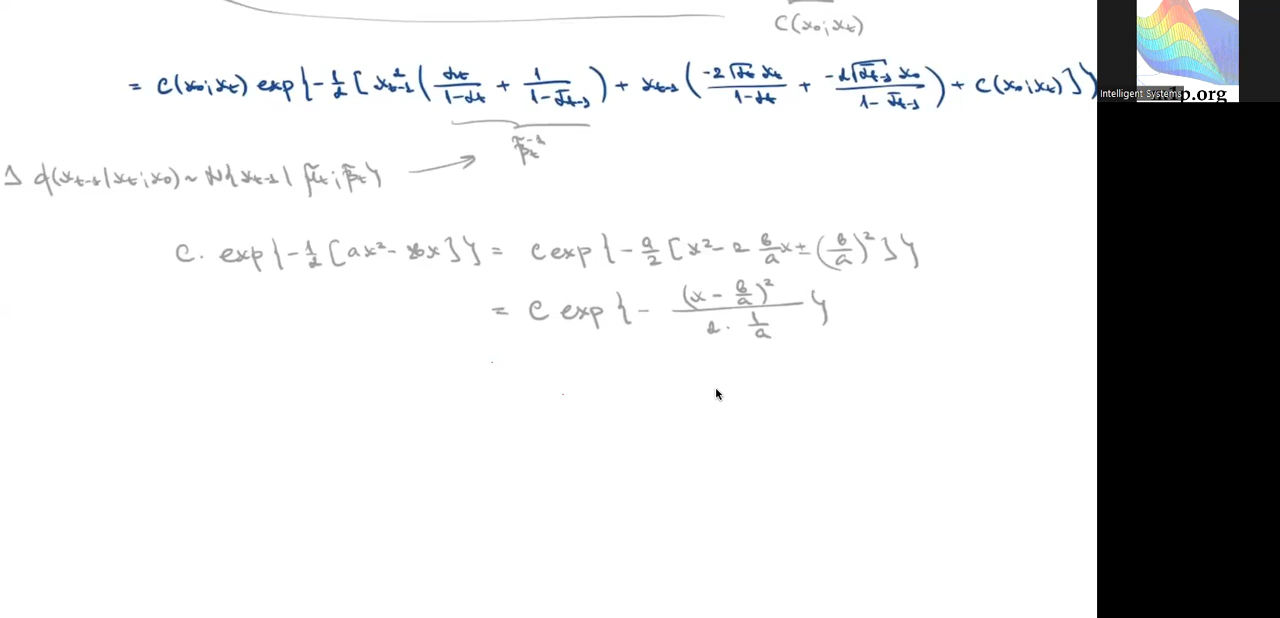 C(x₀; xₜ)
= C(x₀; xₜ) exp{-½[x²ₜ₋₁(αₜ/(1-αₜ) + 1/(1-ᾱₜ₋₁)) + xₜ₋₁(-2√αₜ xₜ/(1-αₜ) + -2√ᾱₜ₋₁ x₀/(1-ᾱₜ₋₁)) + C(x₀; xₜ)]}
Intelligent Systems
β̃ₜ⁻¹
q(xₜ₋₁|xₜ; x₀) ~ N{xₜ₋₁| μ̃ₜ; β̃ₜ}
C. exp{-½[ax² - 2bx]} = C exp{-a/2[x² - 2 b/a x ± (b/a)²]}
= C exp{- (x - b/a)²/(2 · 1/a)}